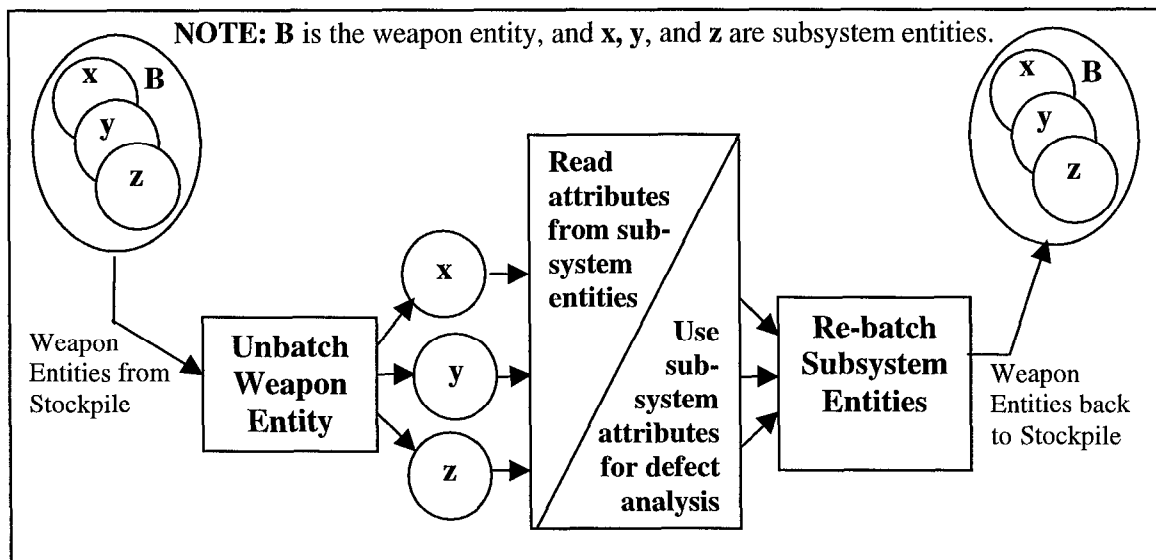 NOTE: B is the weapon entity, and x, y, and z are subsystem entities.
x
B
y
z
Weapon
Entities from
Stockpile
Unbatch
Weapon
Entity
x
y
z
Read
attributes
from sub-
system
entities
Use
sub-
system
attributes
for defect
analysis
Re-batch
Subsystem
Entities
x
B
y
z
Weapon
Entities back
to Stockpile